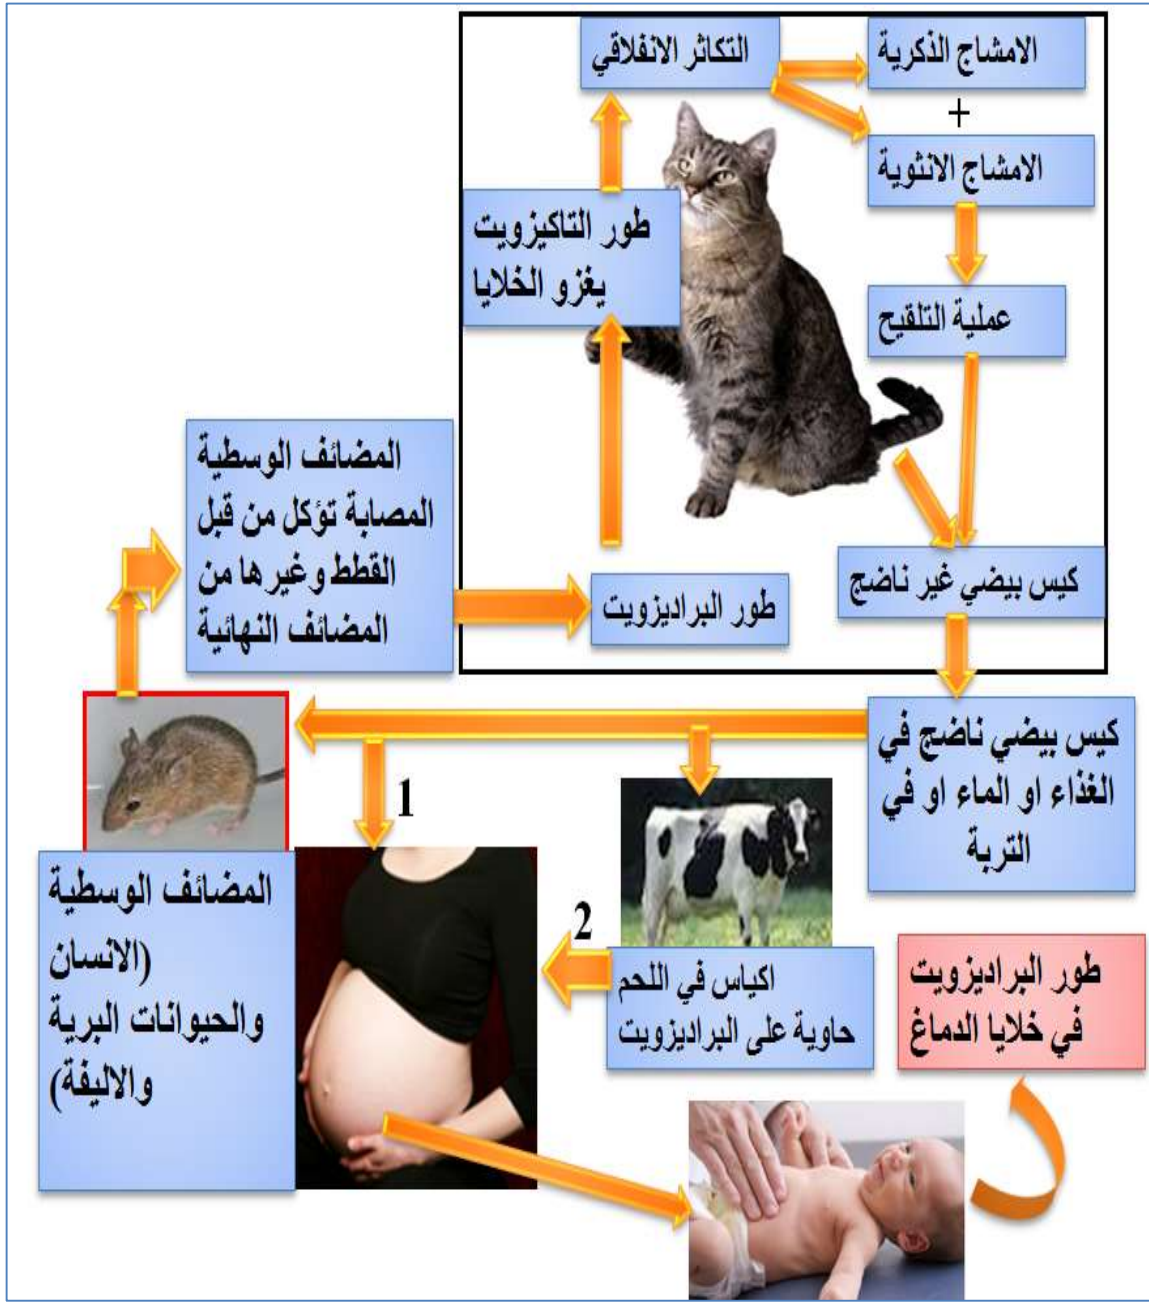 التكاثر الانفلاقي
الامشاج الذكرية
+
الامشاج الانثوية
طور التاكيزويت
يغزو الخلايا
عملية التلقيح
المضائف الوسطية
المصابة تؤكل من قبل
القطط وغيرها من
المضائف النهائية
طور البراديزويت
كيس بيضي غير ناضج
كيس بيضي ناضج في
الغذاء او الماء او في
التربة
1
المضائف الوسطية
(الانسان
والحيوانات البرية
والاليفة)
2
اكياس في اللحم
حاوية على البراديزويت
طور البراديزويت
في خلايا الدماغ